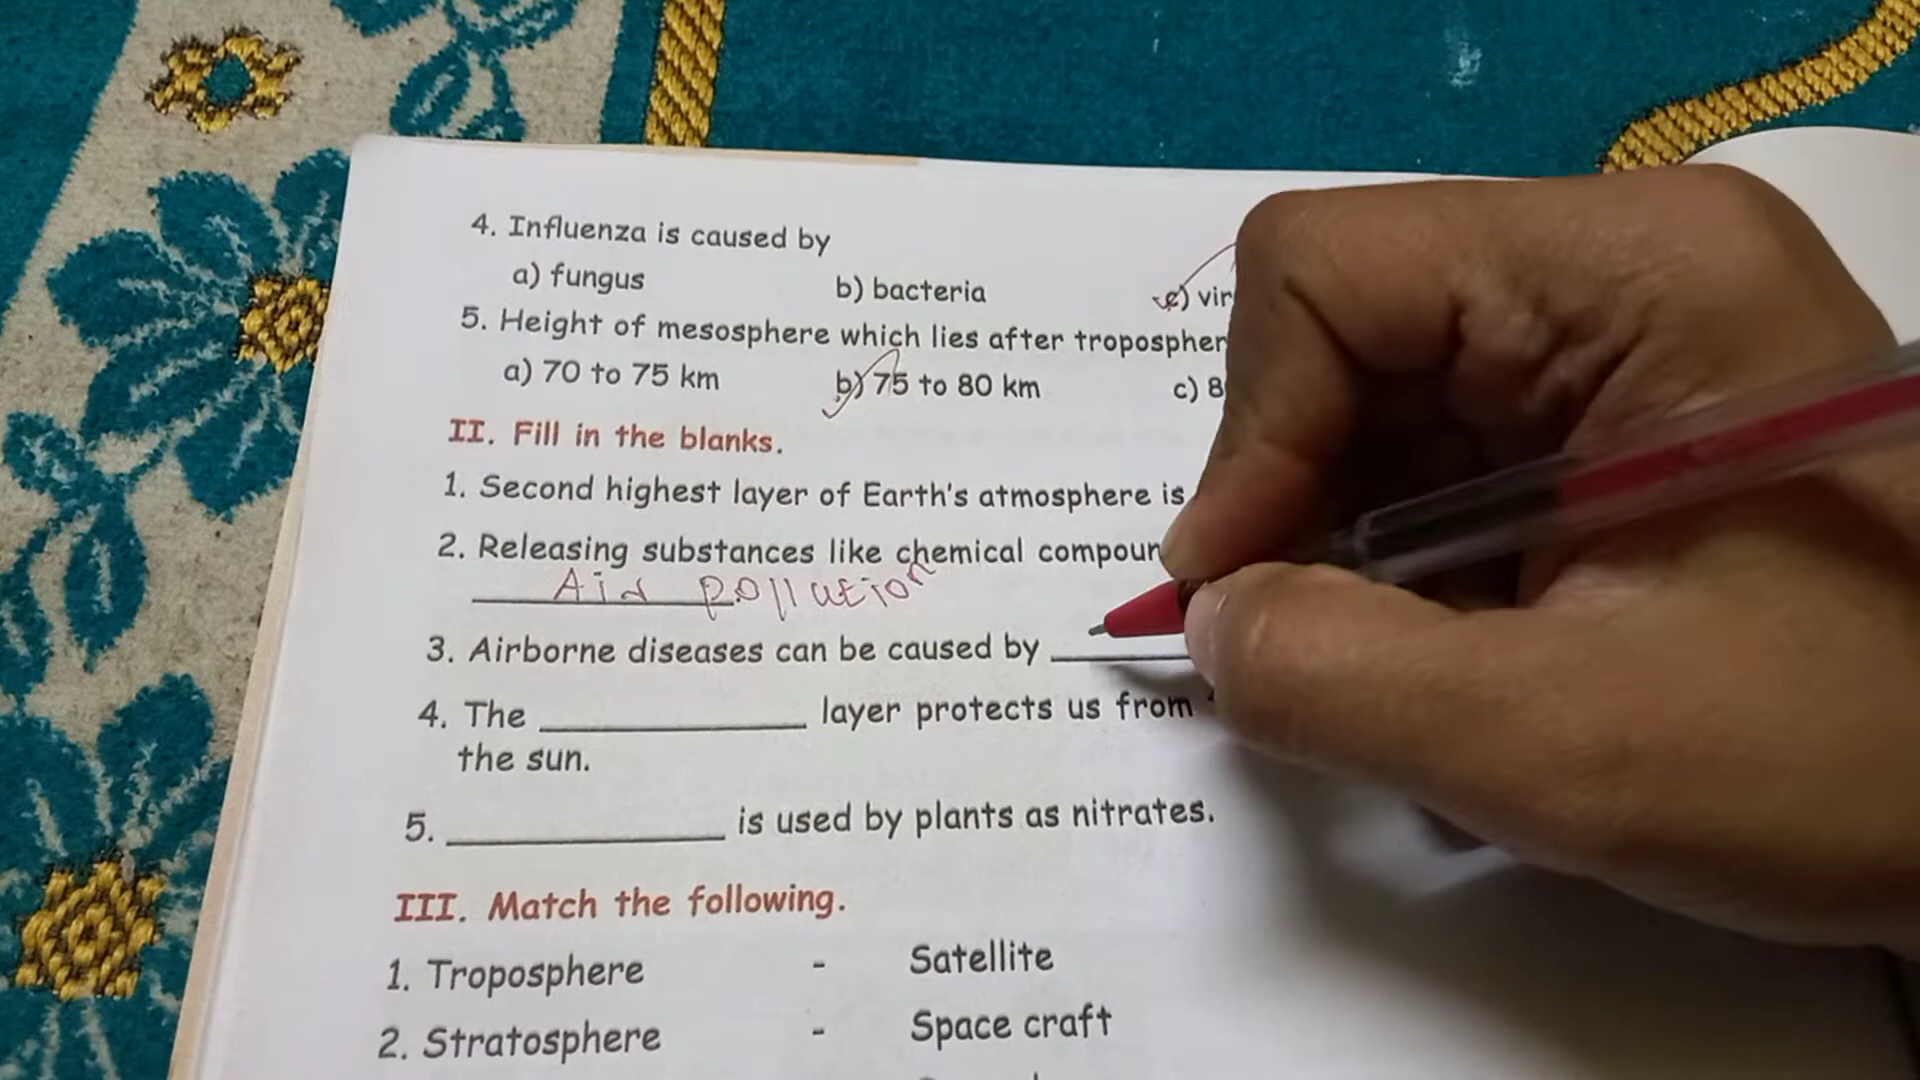 4. Influenza is caused by
a) fungus b) bacteria c)
5. Height of mesosphere which lies after
a) 70 to 75 km b) 75 to 80 km c)
II. Fill in the blanks.
1. Second highest layer of Earth's atmosphere is
2. Releasing substances like chemical
Air pollution
3. Airborne diseases can be caused by
4. The ____________ layer protects us from
the sun.
5. ____________ is used by plants as nitrates.
III. Match the following.
1. Troposphere - Satellite
2. Stratosphere - Space craft